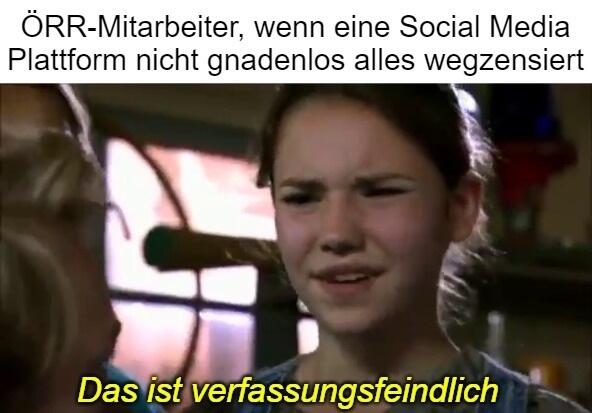 ÖRR-Mitarbeiter, wenn eine Social Media
Plattform nicht gnadenlos alles wegzensiert
Das ist verfassungsfeindlich